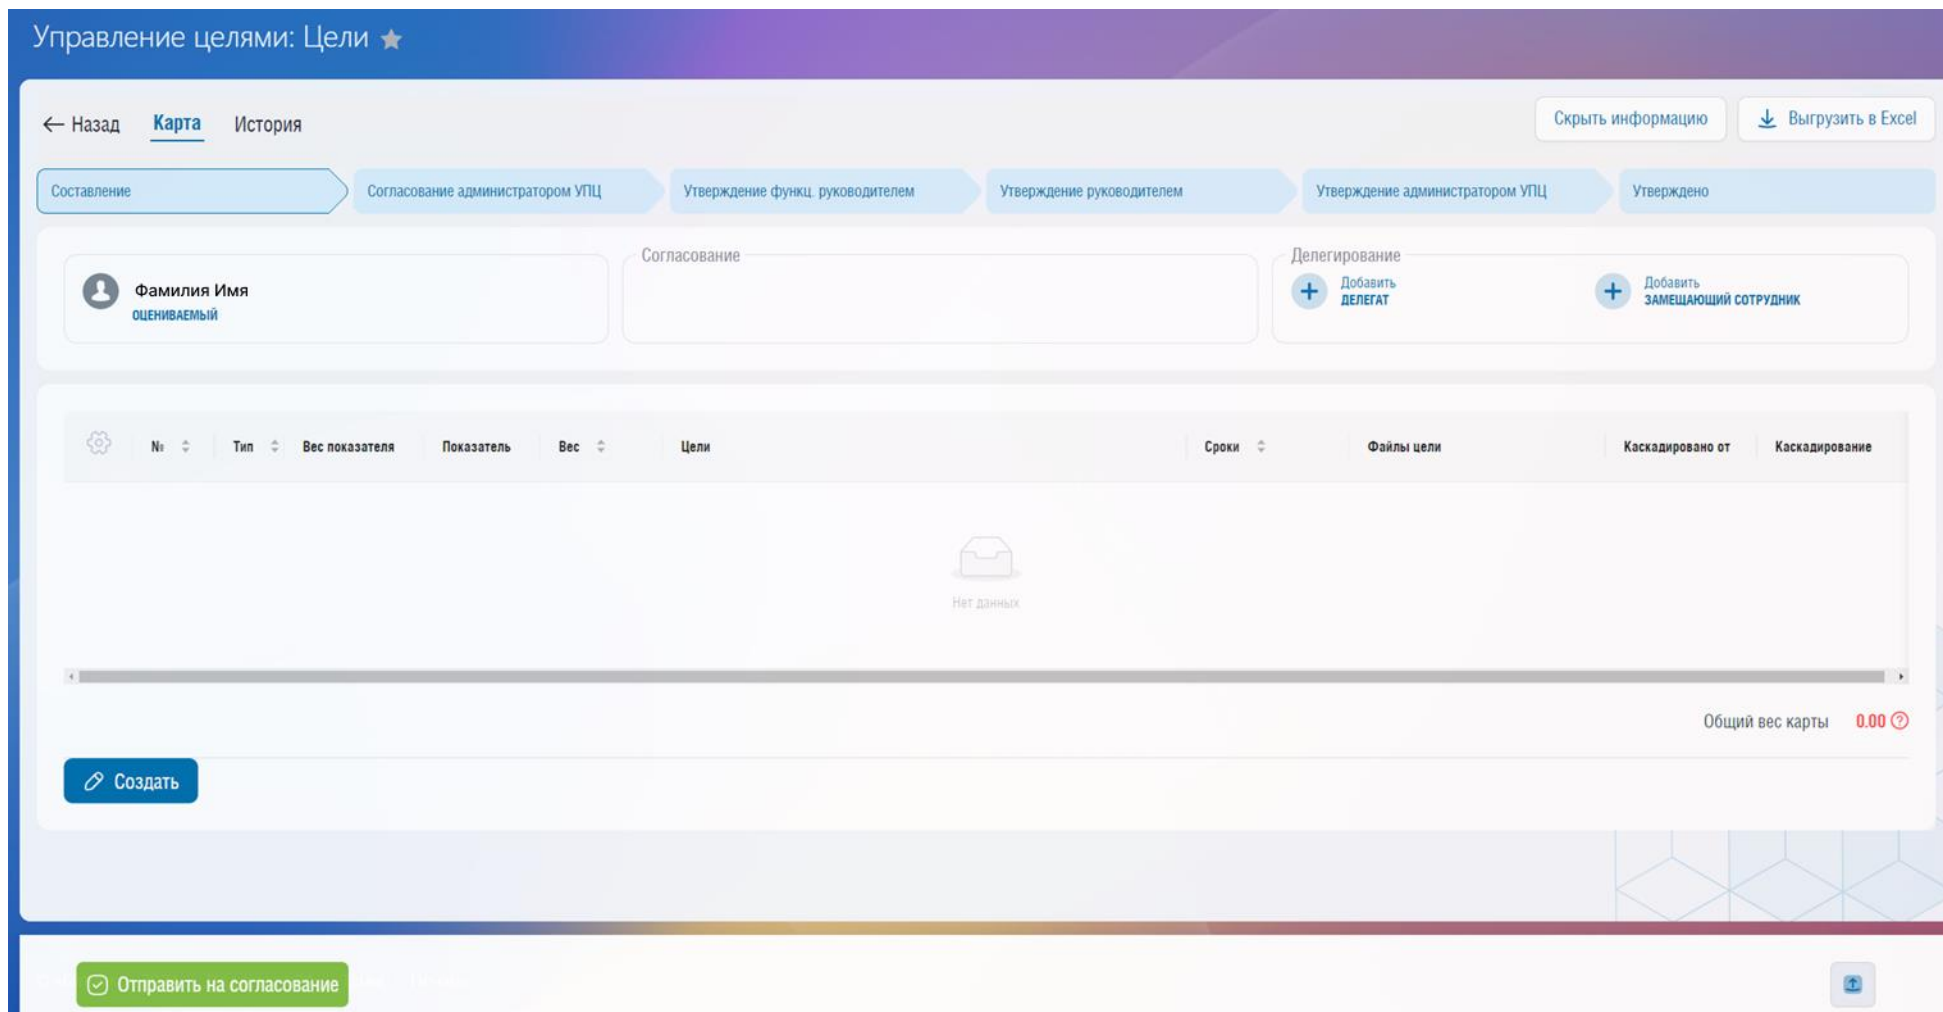 Управление целями: Цели
Назад Карта История Скрыть информацию Выгрузить в Excel
Составление Согласование администратором УПЦ Утверждение функц. руководителем Утверждение руководителем Утверждение администратором УПЦ Утверждено
Согласование Делегирование
Фамилия Имя
ОЦЕНИВАЕМЫЙ
Добавить
ДЕЛЕГАТ
Добавить
ЗАМЕЩАЮЩИЙ СОТРУДНИК
№ Тип Вес показателя Показатель Вес Цели Сроки Файлы цели Каскадировано от Каскадирование
Нет данных
Общий вес карты 0.00
Создать
Отправить на согласование